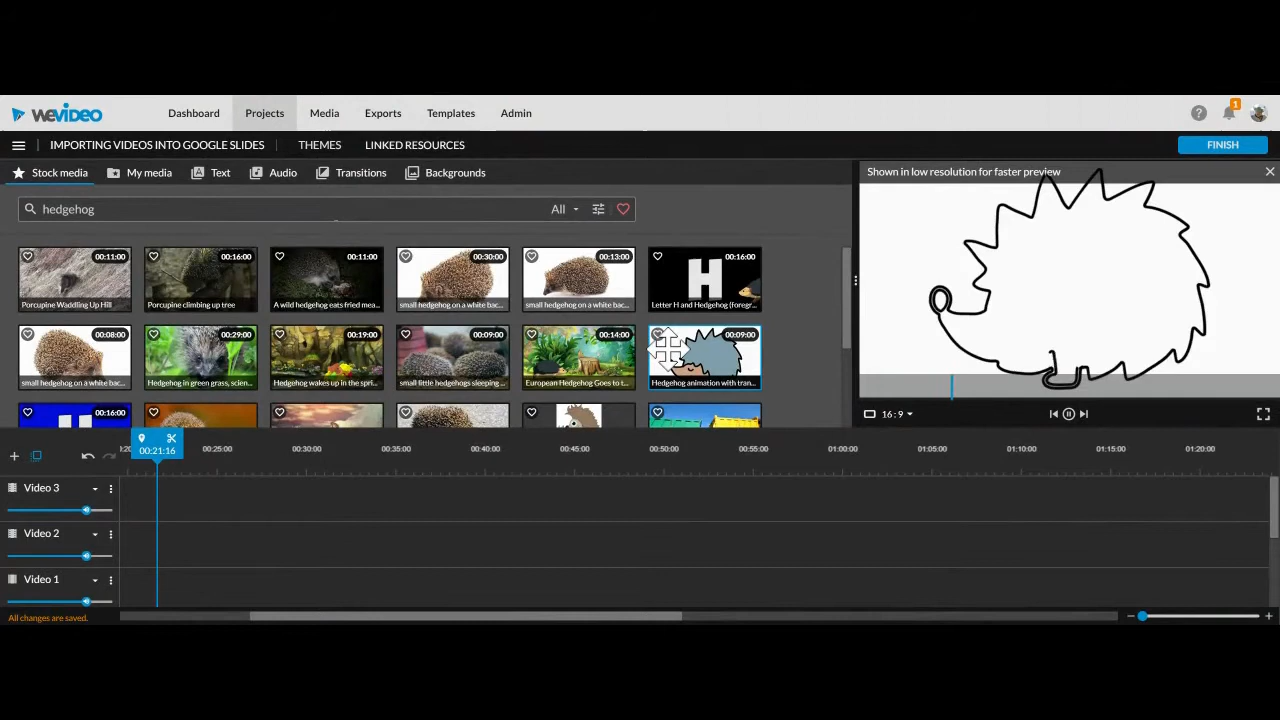 WEVIDEO Dashboard Projects Media Exports Templates Admin 1
IMPORTING VIDEOS INTO GOOGLE SLIDES THEMES LINKED RESOURCES FINISH
Stock media My media Text Audio Transitions Backgrounds
Shown in low resolution for faster preview
hedgehog All
00:11:00 00:16:00 00:11:00 00:30:00 00:13:00 00:16:00
H
Porcupine Waddling Up Hill Porcupine climbing up tree A wild hedgehog eats fried mea... small hedgehog on a white bac... small hedgehog on a white bac... Letter H and Hedgehog (foregr...
00:08:00 00:29:00 00:19:00 00:09:00 00:14:00 00:09:00
small hedgehog on a white bac... Hedgehog in green grass, scien... Hedgehog wakes up in the spri... small little hedgehogs sleeping ... European Hedgehog Goes to t... Hedgehog animation with tran...
00:16:00
16:9
00:21:16 00:25:00 00:30:00 00:35:00 00:40:00 00:45:00 00:50:00 00:55:00 01:00:00 01:05:00 01:10:00 01:15:00 01:20:00
Video 3
Video 2
Video 1
All changes are saved.